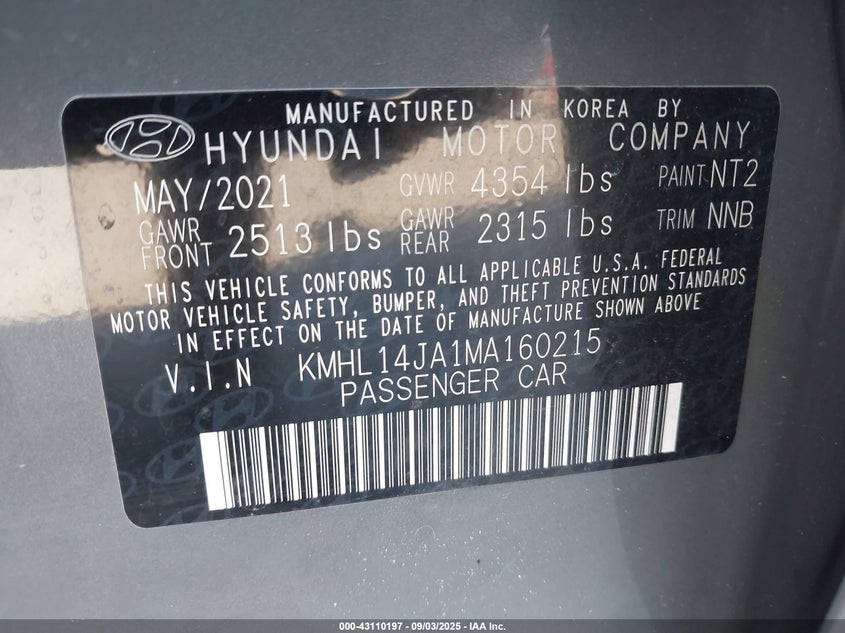 MANUFACTURED IN KOREA BY
HYUNDAI MOTOR COMPANY
MAY/2021 GVWR 4354 lbs PAINT NT2
GAWR FRONT 2513 lbs GAWR REAR 2315 lbs TRIM NNB
THIS VEHICLE CONFORMS TO ALL APPLICABLE U.S.A. FEDERAL
MOTOR VEHICLE SAFETY, BUMPER, AND THEFT PREVENTION STANDARDS
IN EFFECT ON THE DATE OF MANUFACTURE SHOWN ABOVE
V.I.N KMHL14JA1MA160215
PASSENGER CAR
000-43110197 - 09/03/2025 - IAA Inc.